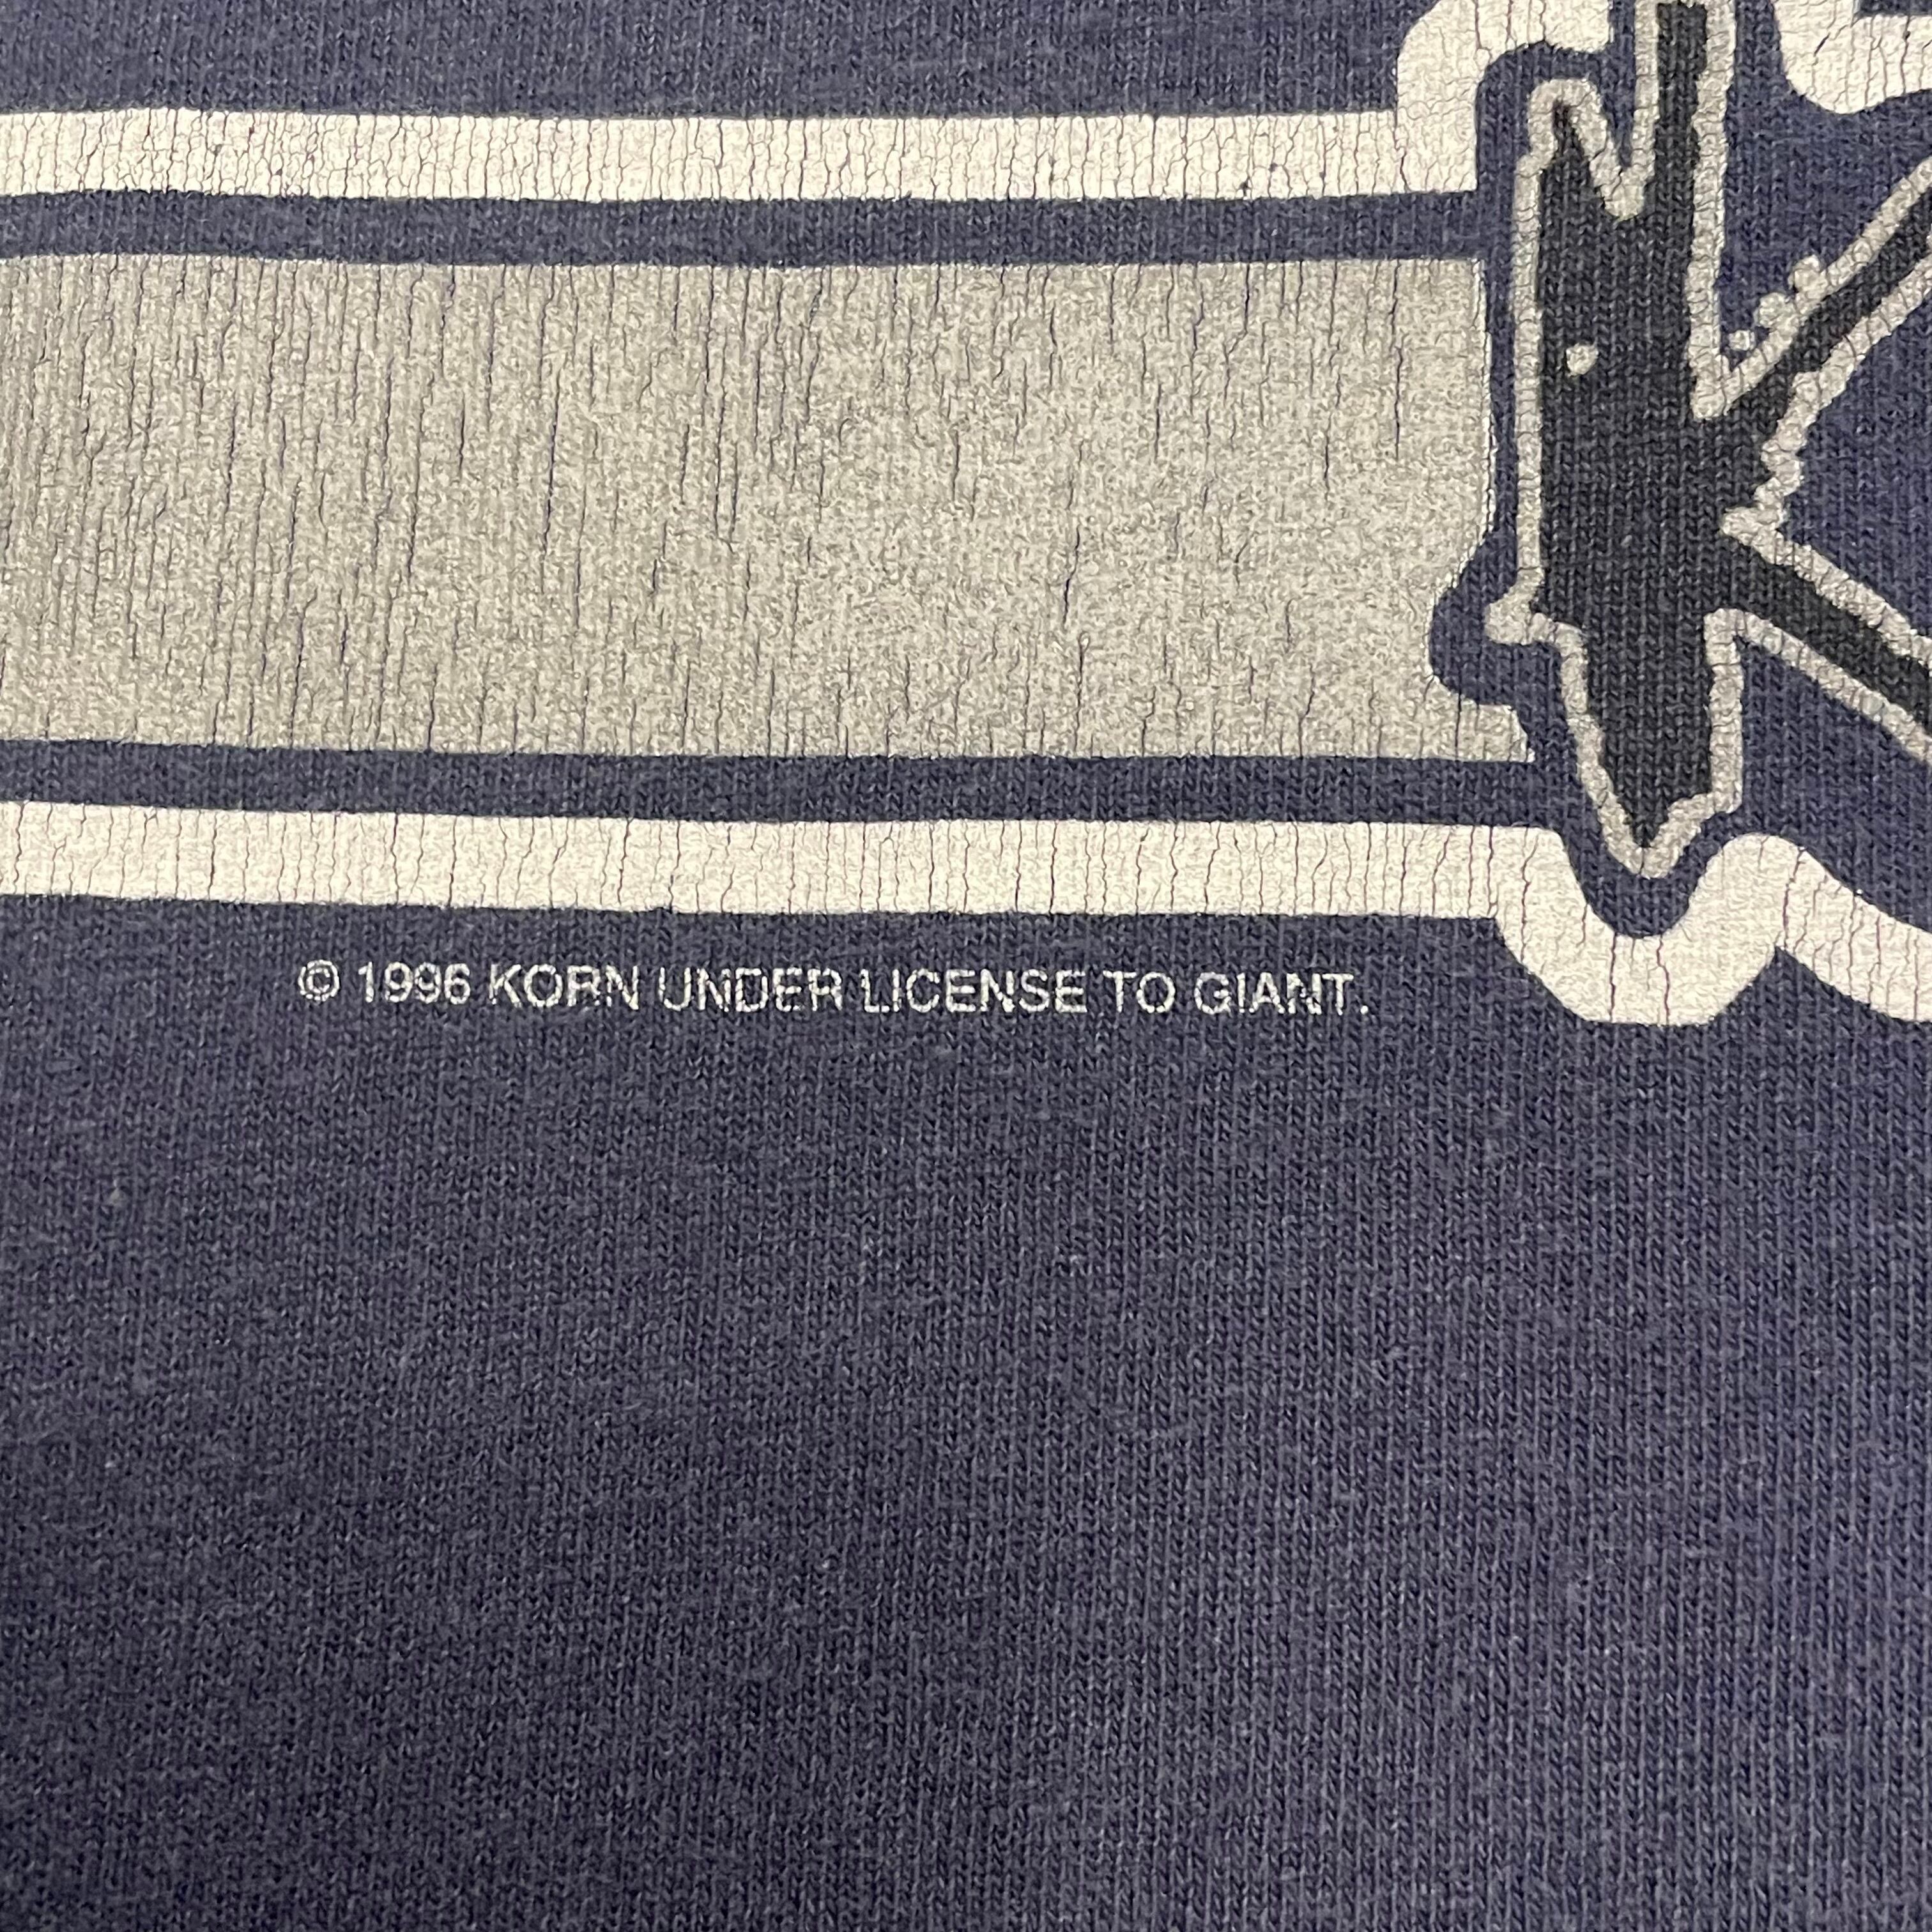 K
© 1996 KORN UNDER LICENSE TO GIANT.